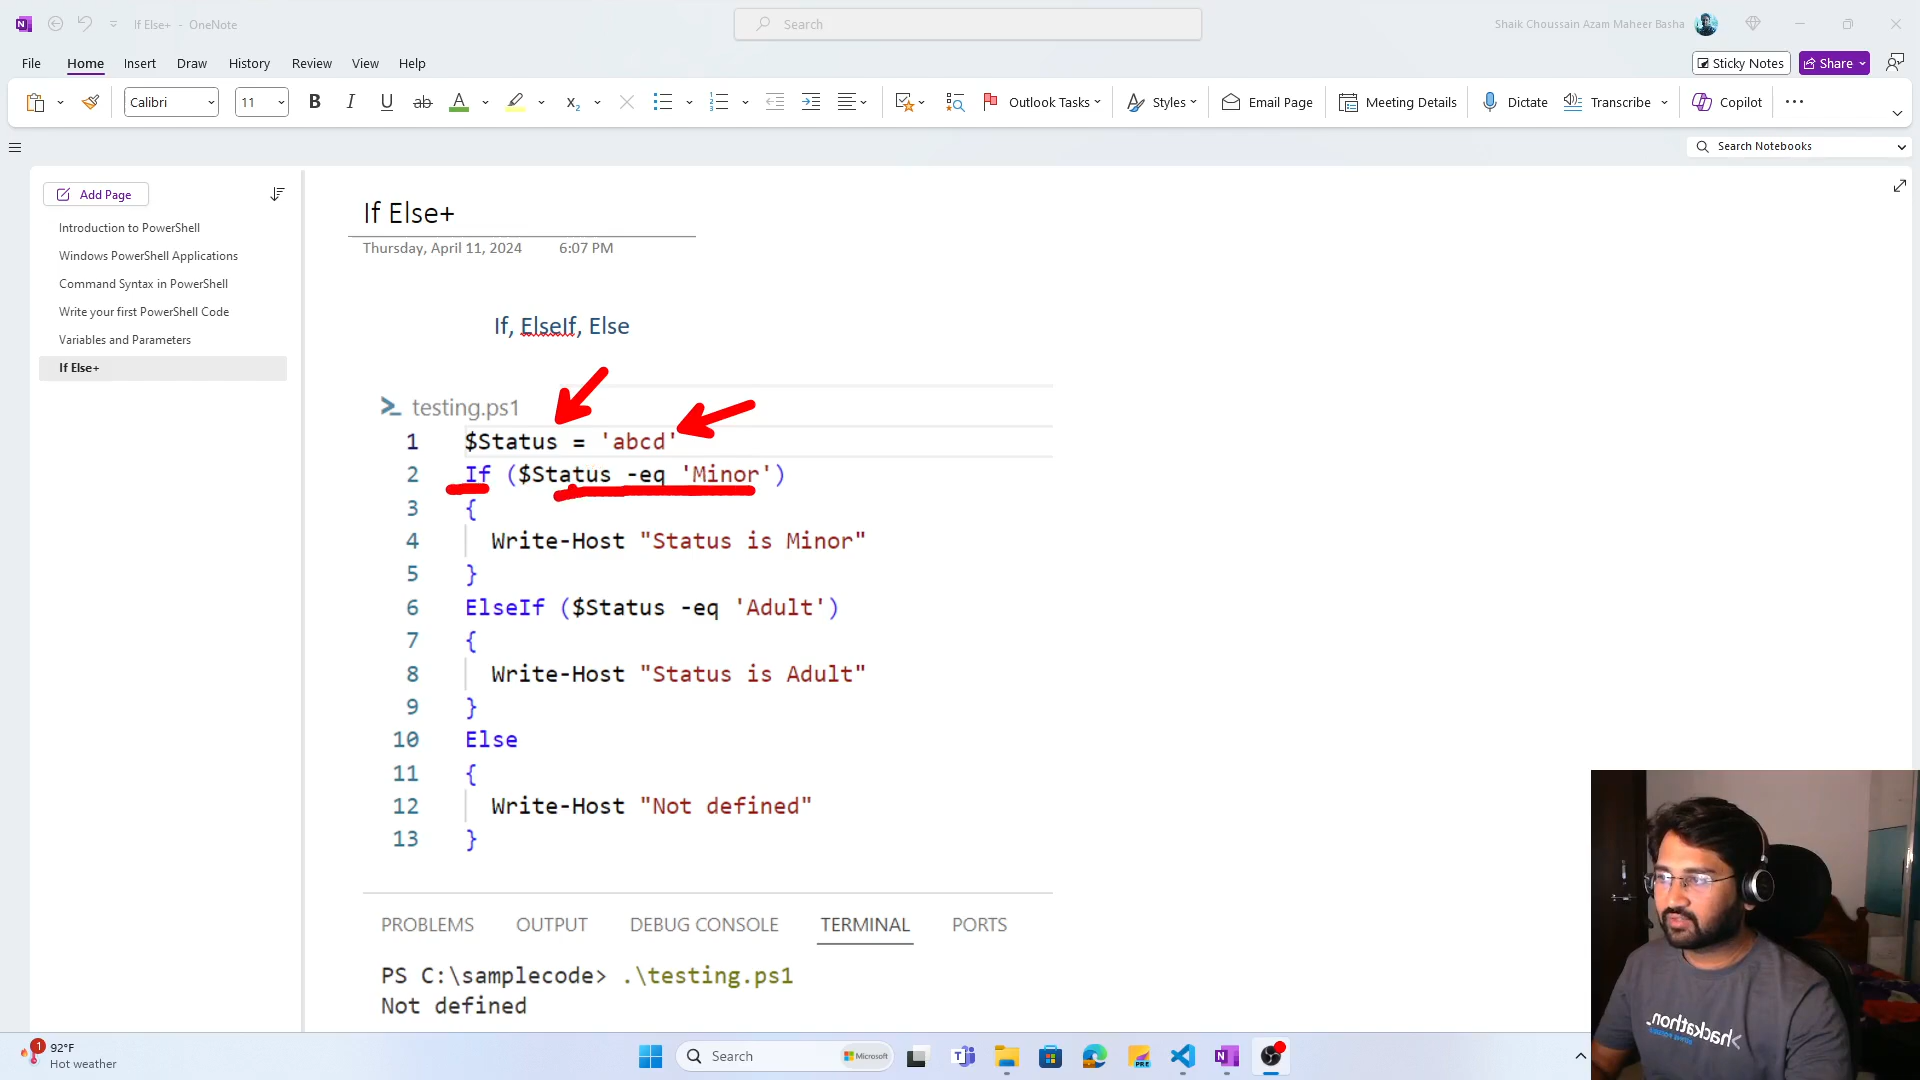 If Else+ - OneNote
Search
Shaik Choussain Azam Maheer Basha
File Home Insert Draw History Review View Help
Sticky Notes
Share
Calibri
11
B I U ab A
Outlook Tasks
Styles
Email Page
Meeting Details
Dictate
Transcribe
Copilot
Search Notebooks
Add Page
Introduction to PowerShell
Windows PowerShell Applications
Command Syntax in PowerShell
Write your first PowerShell Code
Variables and Parameters
If Else+
If Else+
Thursday, April 11, 2024 6:07 PM
If, ElseIf, Else
testing.ps1
1 $Status = 'abcd'
2 If ($Status -eq 'Minor')
3 {
4 Write-Host "Status is Minor"
5 }
6 ElseIf ($Status -eq 'Adult')
7 {
8 Write-Host "Status is Adult"
9 }
10 Else
11 {
12 Write-Host "Not defined"
13 }
PROBLEMS OUTPUT DEBUG CONSOLE TERMINAL PORTS
PS C:\samplecode> .\testing.ps1
Not defined
hackathon_
1
92°F
Hot weather
Search
Microsoft
PRE